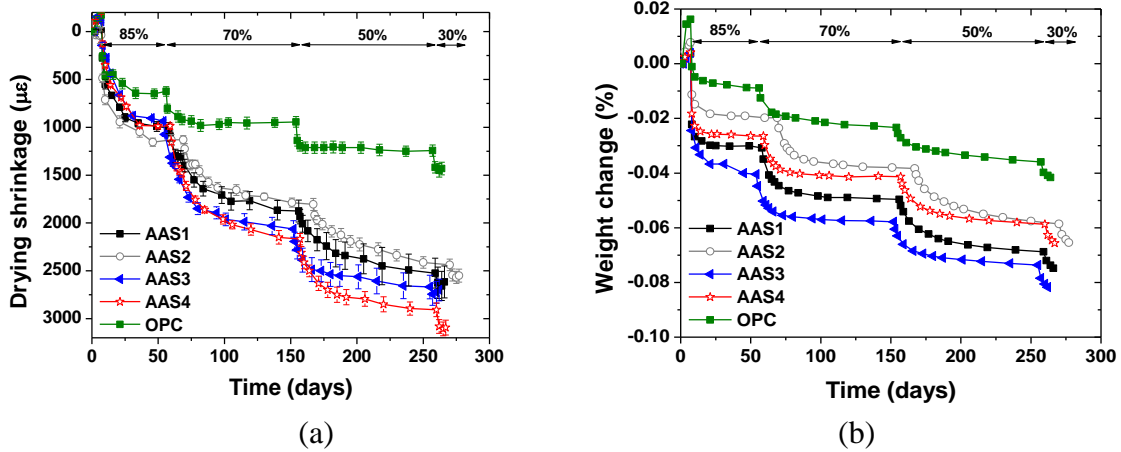 85% 70% 50% 30%
0
500
1000
1500
2000
2500
3000
Drying shrinkage (με)
AAS1
AAS2
AAS3
AAS4
OPC
0 50 100 150 200 250 300
Time (days)
(a)
85% 70% 50% 30%
0.02
0.00
-0.02
-0.04
-0.06
-0.08
-0.10
Weight change (%)
AAS1
AAS2
AAS3
AAS4
OPC
0 50 100 150 200 250 300
Time (days)
(b)